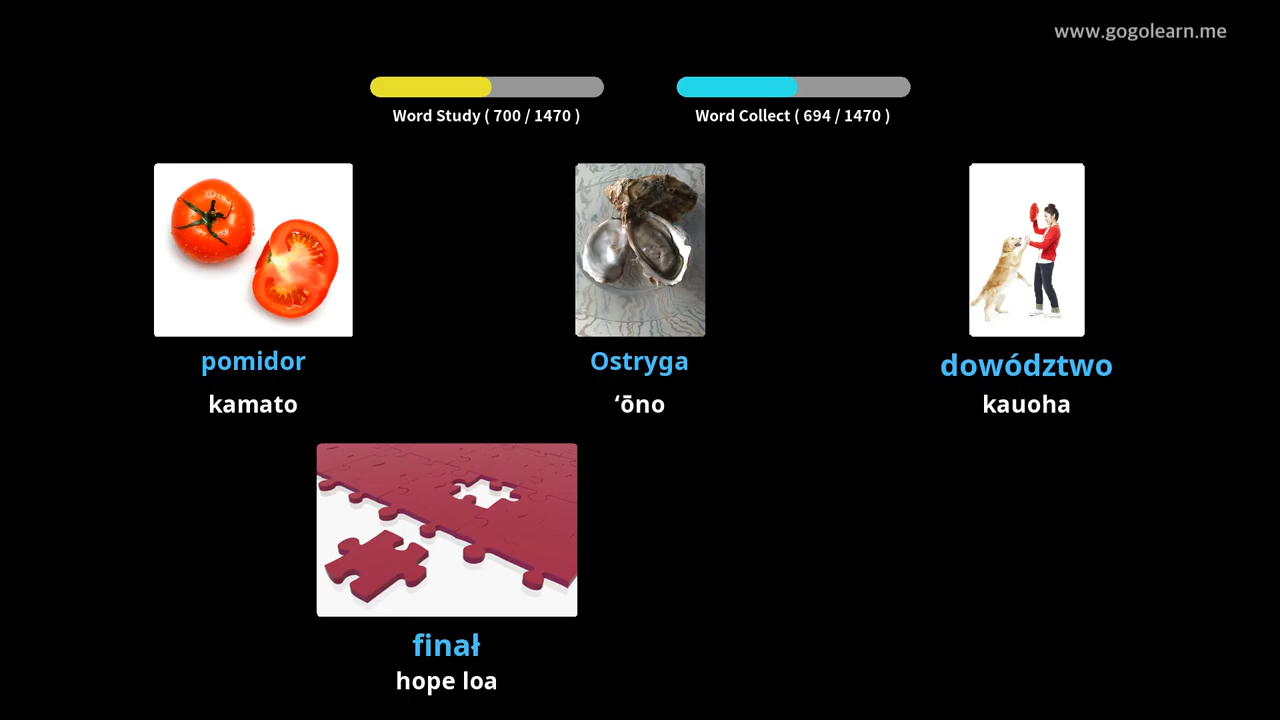 www.gogolearn.me
Word Study ( 700 / 1470 )
Word Collect ( 694 / 1470 )
pomidor
kamato
Ostryga
ʻōno
dowództwo
kauoha
finał
hope loa